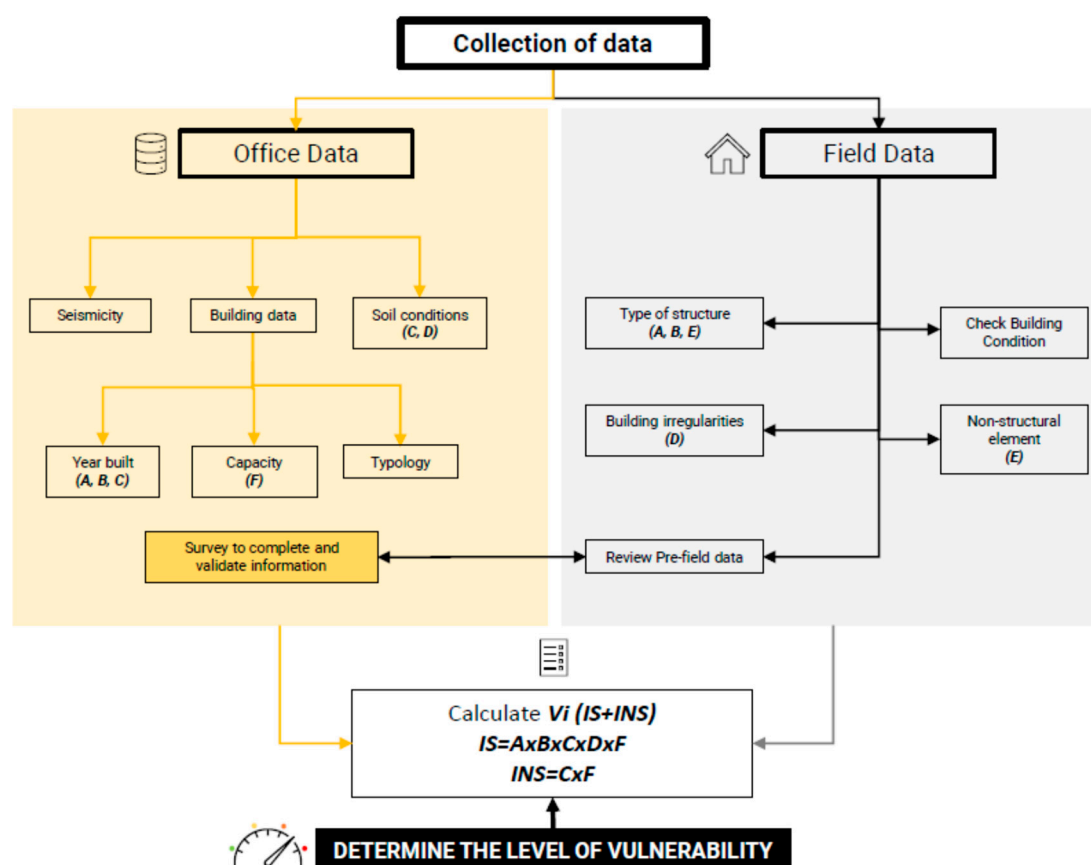 Collection of data
Office Data
Field Data
Seismicity
Building data
Soil conditions
(C, D)
Type of structure
(A, B, E)
Check Building
Condition
Year built
(A, B, C)
Capacity
(F)
Typology
Building irregularities
(D)
Non-structural
element
(E)
Survey to complete and
validate information
Review Pre-field data
Calculate Vi (IS+INS)
IS=AxBxCxDxF
INS=CxF
DETERMINE THE LEVEL OF VULNERABILITY